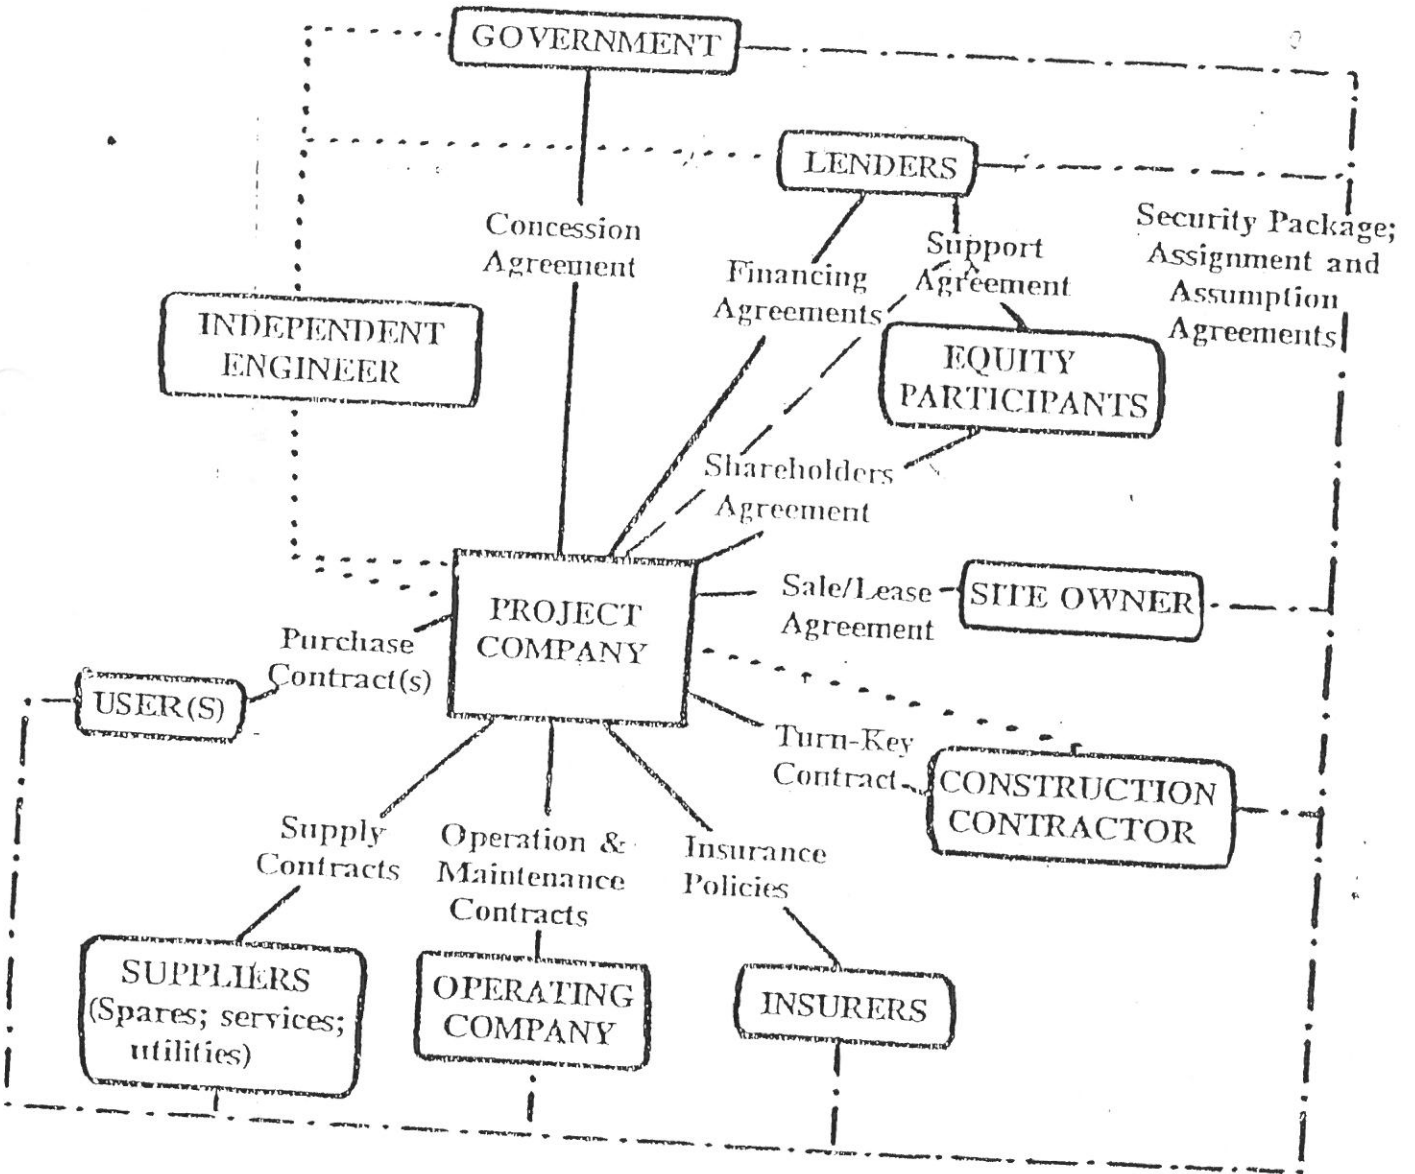 GOVERNMENT
LENDERS
Concession
Agreement
Security Package;
Assignment and
Assumption
Agreements
Support
Agreement
Financing
Agreements
INDEPENDENT
ENGINEER
EQUITY
PARTICIPANTS
Shareholders
Agreement
PROJECT
COMPANY
Sale/Lease
Agreement
SITE OWNER
Purchase
Contract(s)
USER(S)
Turn-Key
Contract
CONSTRUCTION
CONTRACTOR
Supply
Contracts
Operation &
Maintenance
Contracts
Insurance
Policies
SUPPLIERS
(Spares; services;
utilities)
OPERATING
COMPANY
INSURERS